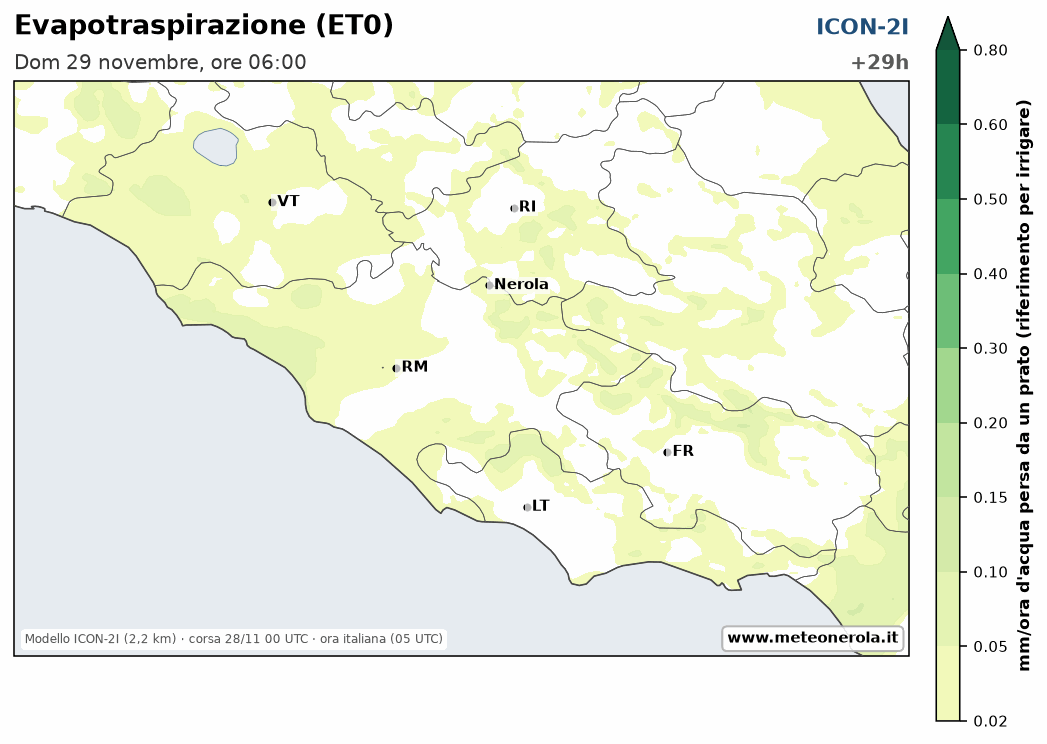 Evapotraspirazione (ET0)
ICON-2I
Dom 29 novembre, ore 06:00
+29h
VT
RI
Nerola
RM
FR
LT
Modello ICON-2I (2,2 km) · corsa 28/11 00 UTC · ora italiana (05 UTC)
www.meteonerola.it
0.80
0.60
0.50
0.40
0.30
0.20
0.15
0.10
0.05
0.02
mm/ora d'acqua persa da un prato (riferimento per irrigare)